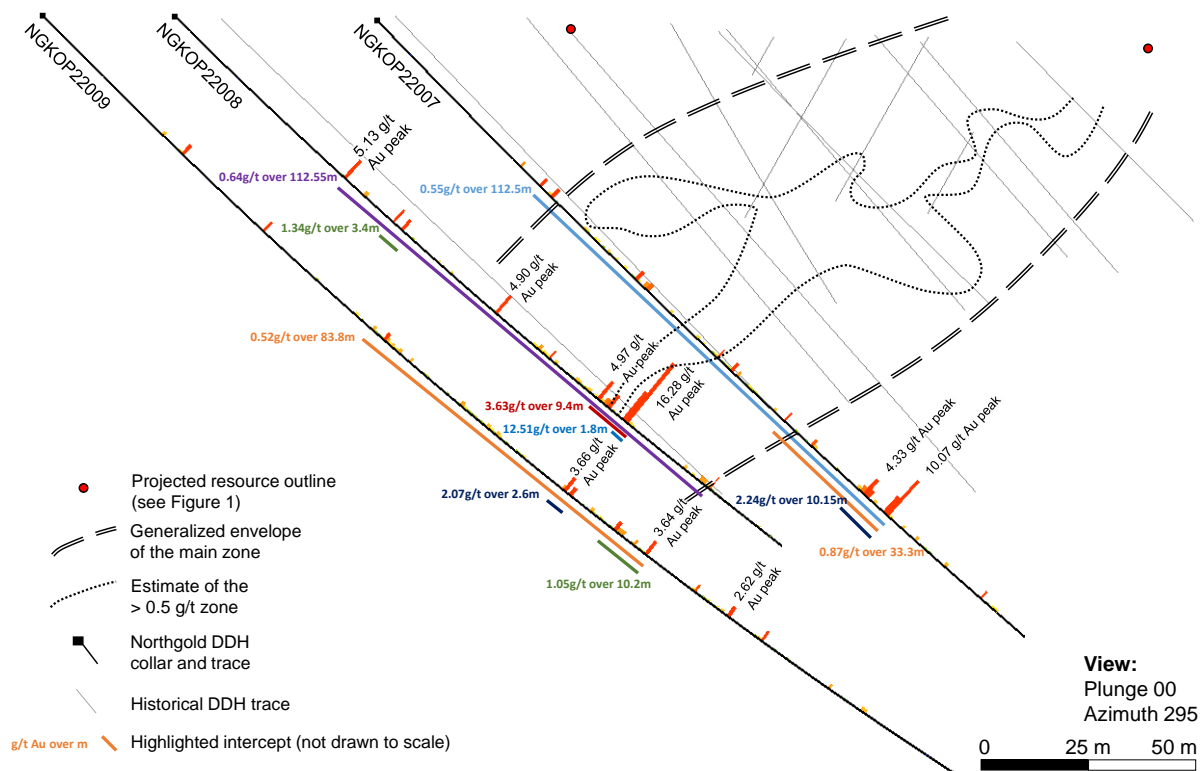 NGKOP22009
NGKOP22008
NGKOP22007
5.13 g/t
Au peak
0.64g/t over 112.55m
0.55g/t over 112.5m
1.34g/t over 3.4m
4.90 g/t
Au peak
0.52g/t over 83.8m
4.97 g/t
Au peak
16.28 g/t
Au peak
3.63g/t over 9.4m
12.51g/t over 1.8m
3.66 g/t
Au peak
2.07g/t over 2.6m
3.64 g/t
Au peak
1.05g/t over 10.2m
2.62 g/t
Au peak
4.33 g/t Au peak
10.07 g/t Au peak
2.24g/t over 10.15m
0.87g/t over 33.3m
Projected resource outline
(see Figure 1)
Generalized envelope
of the main zone
Estimate of the
> 0.5 g/t zone
Northgold DDH
collar and trace
Historical DDH trace
g/t Au over m
Highlighted intercept (not drawn to scale)
View:
Plunge 00
Azimuth 295
0 25 m 50 m